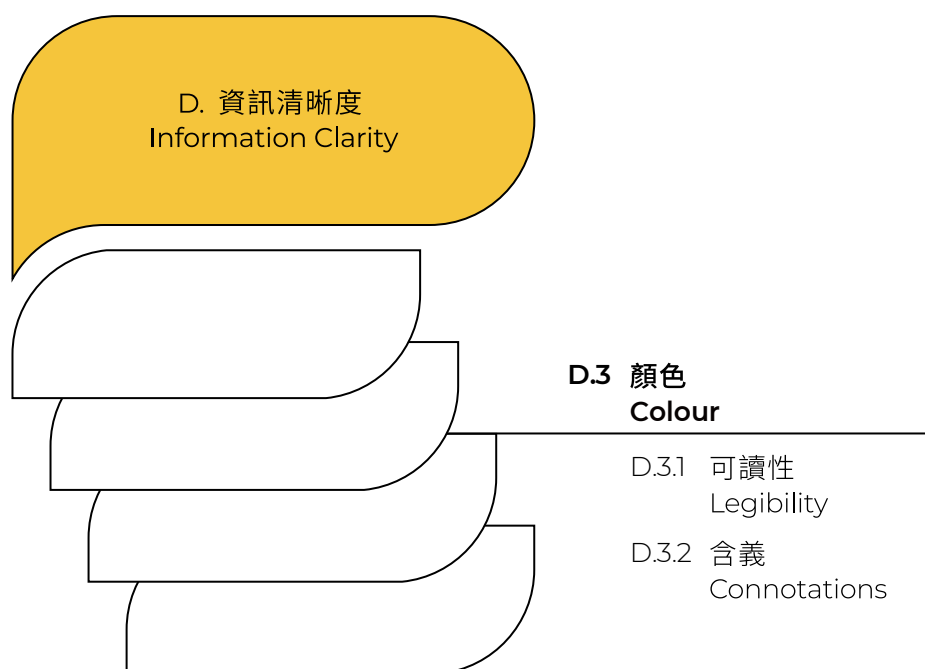 D. 資訊清晰度
Information Clarity
D.3 顏色
Colour
D.3.1 可讀性
Legibility
D.3.2 含義
Connotations